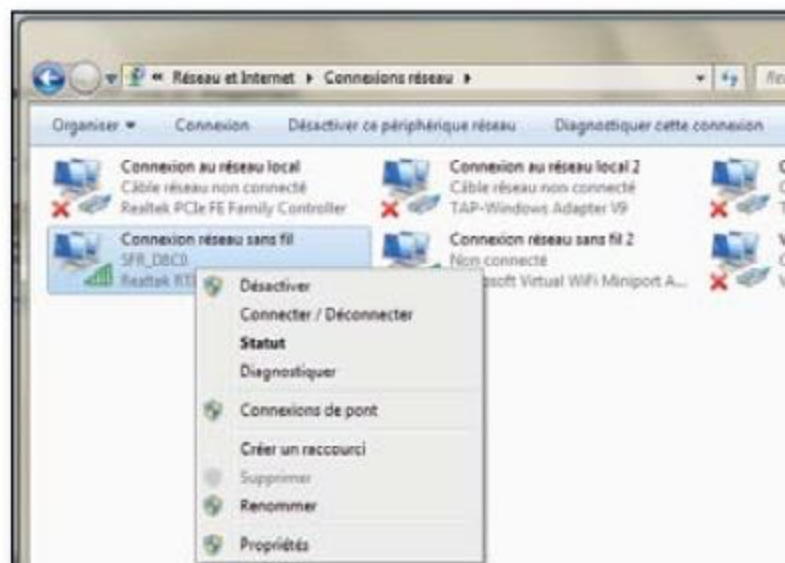 « Réseau et Internet ▸ Connexions réseau ▸
Organiser ▾ Connexion Désactiver ce périphérique réseau Diagnostiquer cette connexion
Connexion au réseau local
Câble réseau non connecté
Realtek PCIe FE Family Controller
Connexion au réseau local 2
Câble réseau non connecté
TAP-Windows Adapter V9
Connexion réseau sans fil
SFR_D8C0
Realtek
Connexion réseau sans fil 2
Non connecté
Virtual WiFi Miniport A...
Désactiver
Connecter / Déconnecter
Statut
Diagnostiquer
Connexions de pont
Créer un raccourci
Supprimer
Renommer
Propriétés